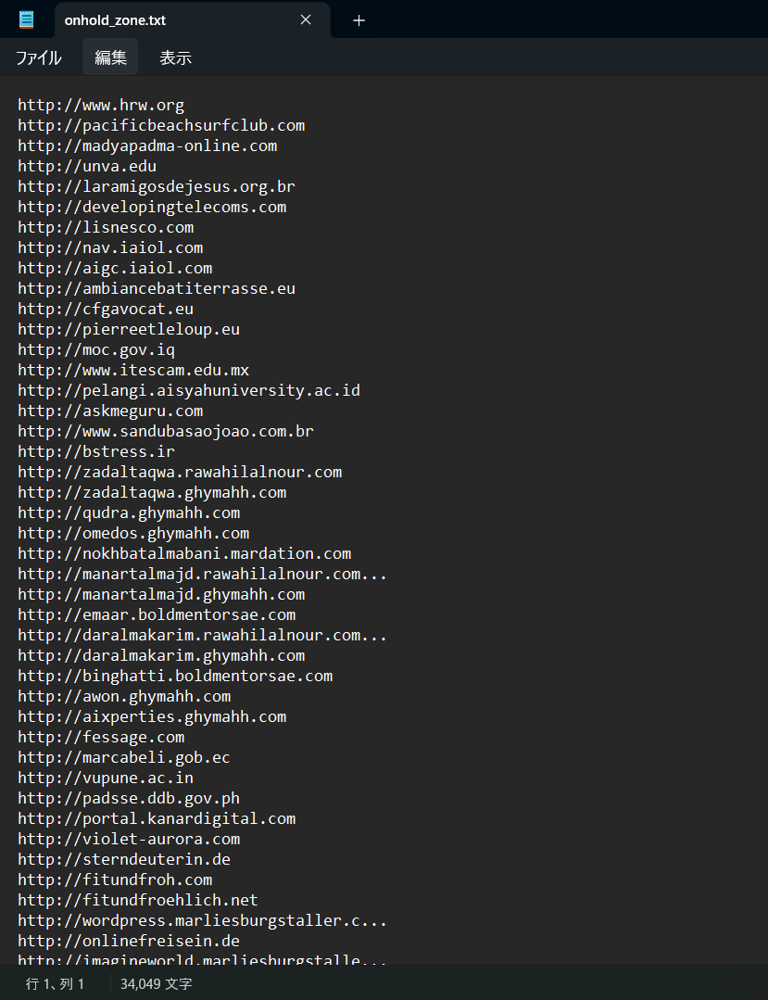 onhold_zone.txt
ファイル 編集 表示
http://www.hrw.org
http://pacificbeachsurfclub.com
http://madyapadma-online.com
http://unva.edu
http://laramigosdejesus.org.br
http://developingtelecoms.com
http://lisnesco.com
http://nav.iaiol.com
http://aigc.iaiol.com
http://ambiancebatiterrasse.eu
http://cfgavocat.eu
http://pierreetleloup.eu
http://moc.gov.iq
http://www.itescam.edu.mx
http://pelangi.aisyahuniversity.ac.id
http://askmeguru.com
http://www.sandubasaojoao.com.br
http://bstress.ir
http://zadaltaqwa.rawahilalnour.com
http://zadaltaqwa.ghymahh.com
http://qudra.ghymahh.com
http://omedos.ghymahh.com
http://nokhbatalmabani.mardation.com
http://manartalmajd.rawahilalnour.com...
http://manartalmajd.ghymahh.com
http://emaar.boldmentorsae.com
http://daralmakarim.rawahilalnour.com...
http://daralmakarim.ghymahh.com
http://binghatti.boldmentorsae.com
http://awon.ghymahh.com
http://aixperties.ghymahh.com
http://fessage.com
http://marcabeli.gob.ec
http://vupune.ac.in
http://padsse.ddb.gov.ph
http://portal.kanardigital.com
http://violet-aurora.com
http://sterndeuterin.de
http://fitundfroh.com
http://fitundfroehlich.net
http://wordpress.marliesburgstaller.c...
http://onlinefreisein.de
http://imagineworld.marliesburgstalle...
行 1、列 1 34,049 文字